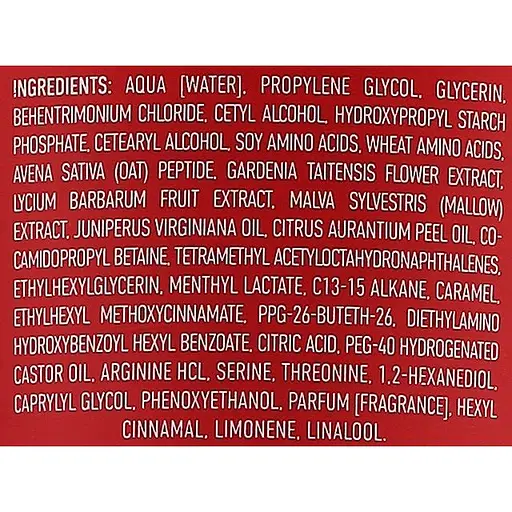 INGREDIENTS: AQUA [WATER], PROPYLENE GLYCOL, GLYCERIN,
BEHENTRIMONIUM CHLORIDE, CETYL ALCOHOL, HYDROXYPROPYL STARCH
PHOSPHATE, CETEARYL ALCOHOL, SOY AMINO ACIDS, WHEAT AMINO ACIDS,
AVENA SATIVA (OAT) PEPTIDE, GARDENIA TAITENSIS FLOWER EXTRACT,
LYCIUM BARBARUM FRUIT EXTRACT, MALVA SYLVESTRIS (MALLOW)
EXTRACT, JUNIPERUS VIRGINIANA OIL, CITRUS AURANTIUM PEEL OIL, CO-
CAMIDOPROPYL BETAINE, TETRAMETHYL ACETYLOCTAHYDRONAPHTHALENES,
ETHYLHEXYLGLYCERIN, MENTHYL LACTATE, C13-15 ALKANE, CARAMEL,
ETHYLHEXYL METHOXYCINNAMATE, PPG-26-BUTETH-26, DIETHYLAMINO
HYDROXYBENZOYL HEXYL BENZOATE, CITRIC ACID, PEG-40 HYDROGENATED
CASTOR OIL, ARGININE HCL, SERINE, THREONINE, 1.2-HEXANEDIOL,
CAPRYLYL GLYCOL, PHENOXYETHANOL, PARFUM [FRAGRANCE], HEXYL
CINNAMAL, LIMONENE, LINALOOL.